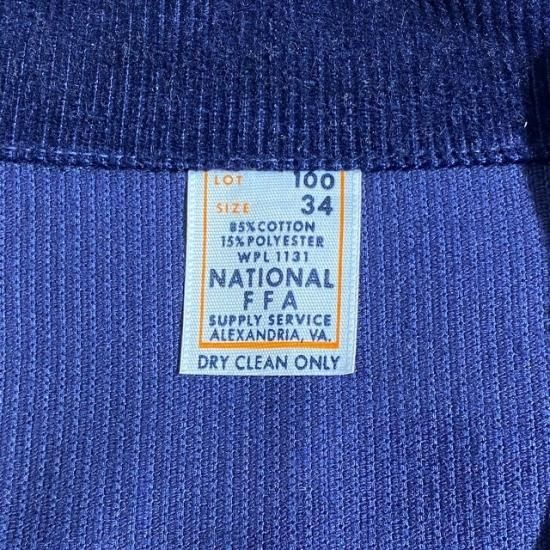 LOT 100
SIZE 34
85% COTTON
15% POLYESTER
WPL 1131
NATIONAL
FFA
SUPPLY SERVICE
ALEXANDRIA, VA.
DRY CLEAN ONLY